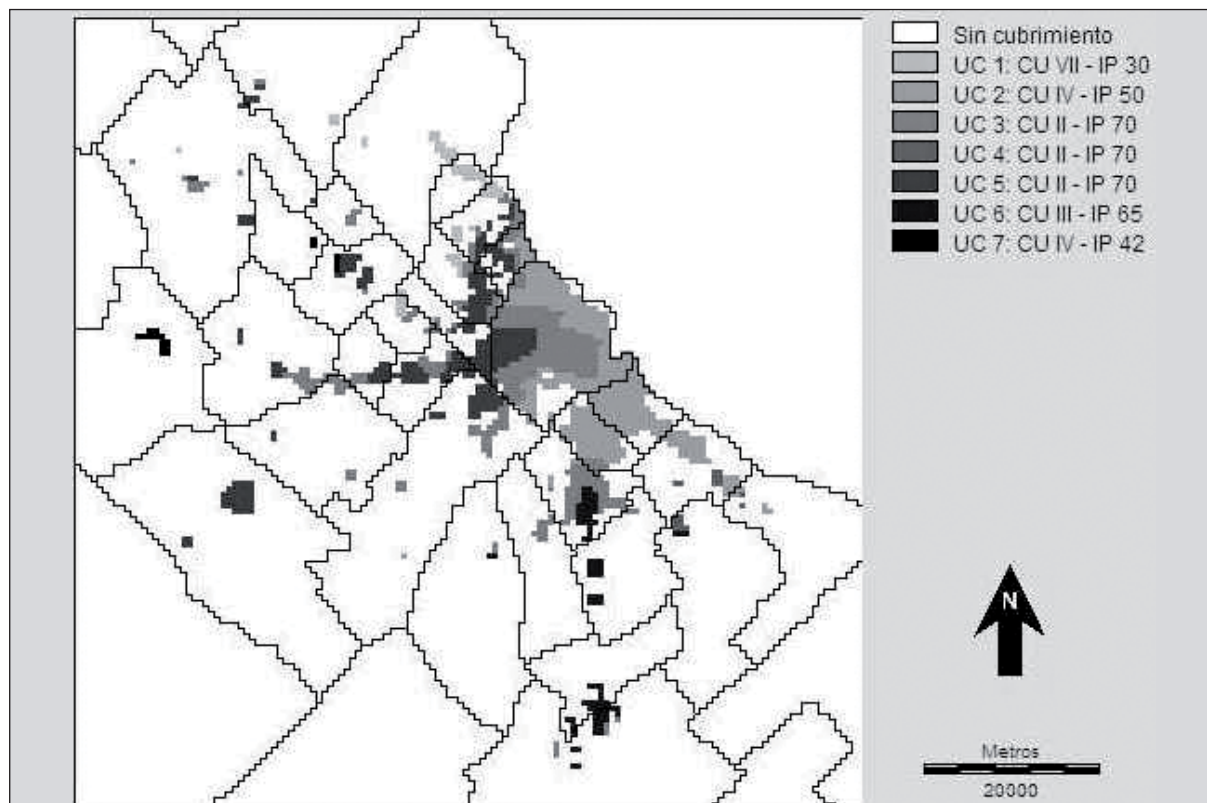 Sin cubrimiento
UC 1: CU VII - IP 30
UC 2: CU IV - IP 50
UC 3: CU II - IP 70
UC 4: CU II - IP 70
UC 5: CU II - IP 70
UC 6: CU III - IP 65
UC 7: CU IV - IP 42
N
Metros
20000